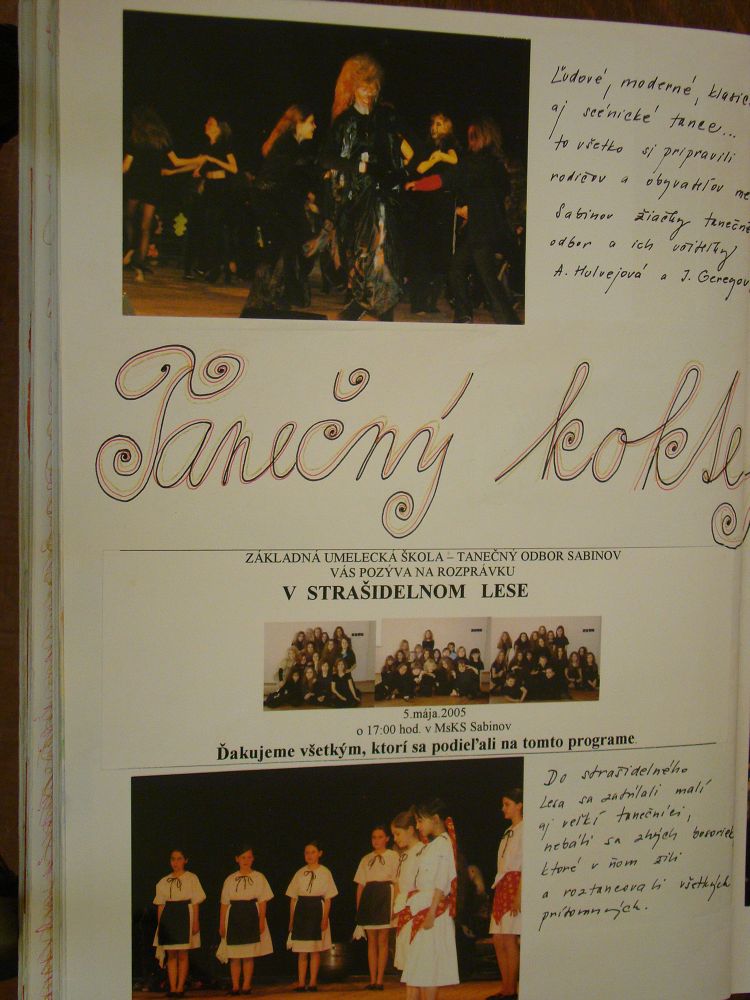 Ľudové, moderné, klasic
aj scénické tance...
to všetko si pripravili
rodičov a obyvateľov me
Sabinov žiačky tanečné
odbor a ich učiteľky
A. Hulvejová a J. Geregov
Tanečný kokte
ZÁKLADNÁ UMELECKÁ ŠKOLA – TANEČNÝ ODBOR SABINOV
VÁS POZÝVA NA ROZPRÁVKU
V STRAŠIDELNOM LESE
5.mája.2005
o 17:00 hod. v MsKS Sabinov
Ďakujeme všetkým, ktorí sa podieľali na tomto programe
Do strašidelného
lesa sa zatúlali malí
aj veľkí tanečníci,
nebáli sa zlých bosoriek
ktoré v ňom žili
a roztancovali všetkých
prítomných.